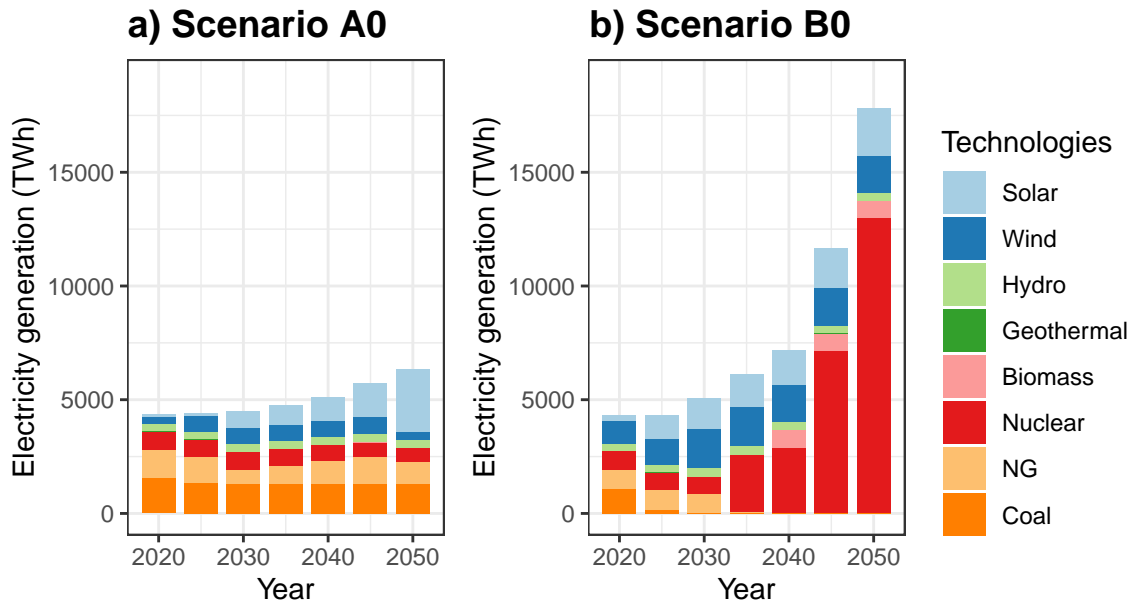 a) Scenario A0
b) Scenario B0
Electricity generation (TWh)
15000
10000
5000
0
2020
2030
2040
2050
Year
Electricity generation (TWh)
15000
10000
5000
0
2020
2030
2040
2050
Year
Technologies
Solar
Wind
Hydro
Geothermal
Biomass
Nuclear
NG
Coal